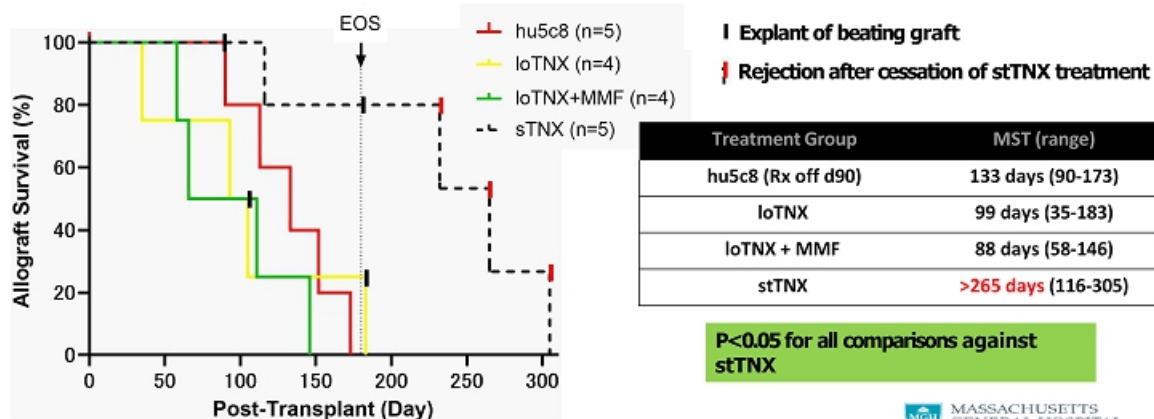 EOS
hu5c8 (n=5)
loTNX (n=4)
loTNX+MMF (n=4)
sTNX (n=5)
Allograft Survival (%)
100
80
60
40
20
0
0 50 100 150 200 250 300
Post-Transplant (Day)
Explant of beating graft
Rejection after cessation of stTNX treatment
Treatment Group MST (range)
hu5c8 (Rx off d90) 133 days (90-173)
loTNX 99 days (35-183)
loTNX + MMF 88 days (58-146)
stTNX >265 days (116-305)
P<0.05 for all comparisons against
stTNX
MGH
MASSACHUSETTS
GENERAL HOSPITAL